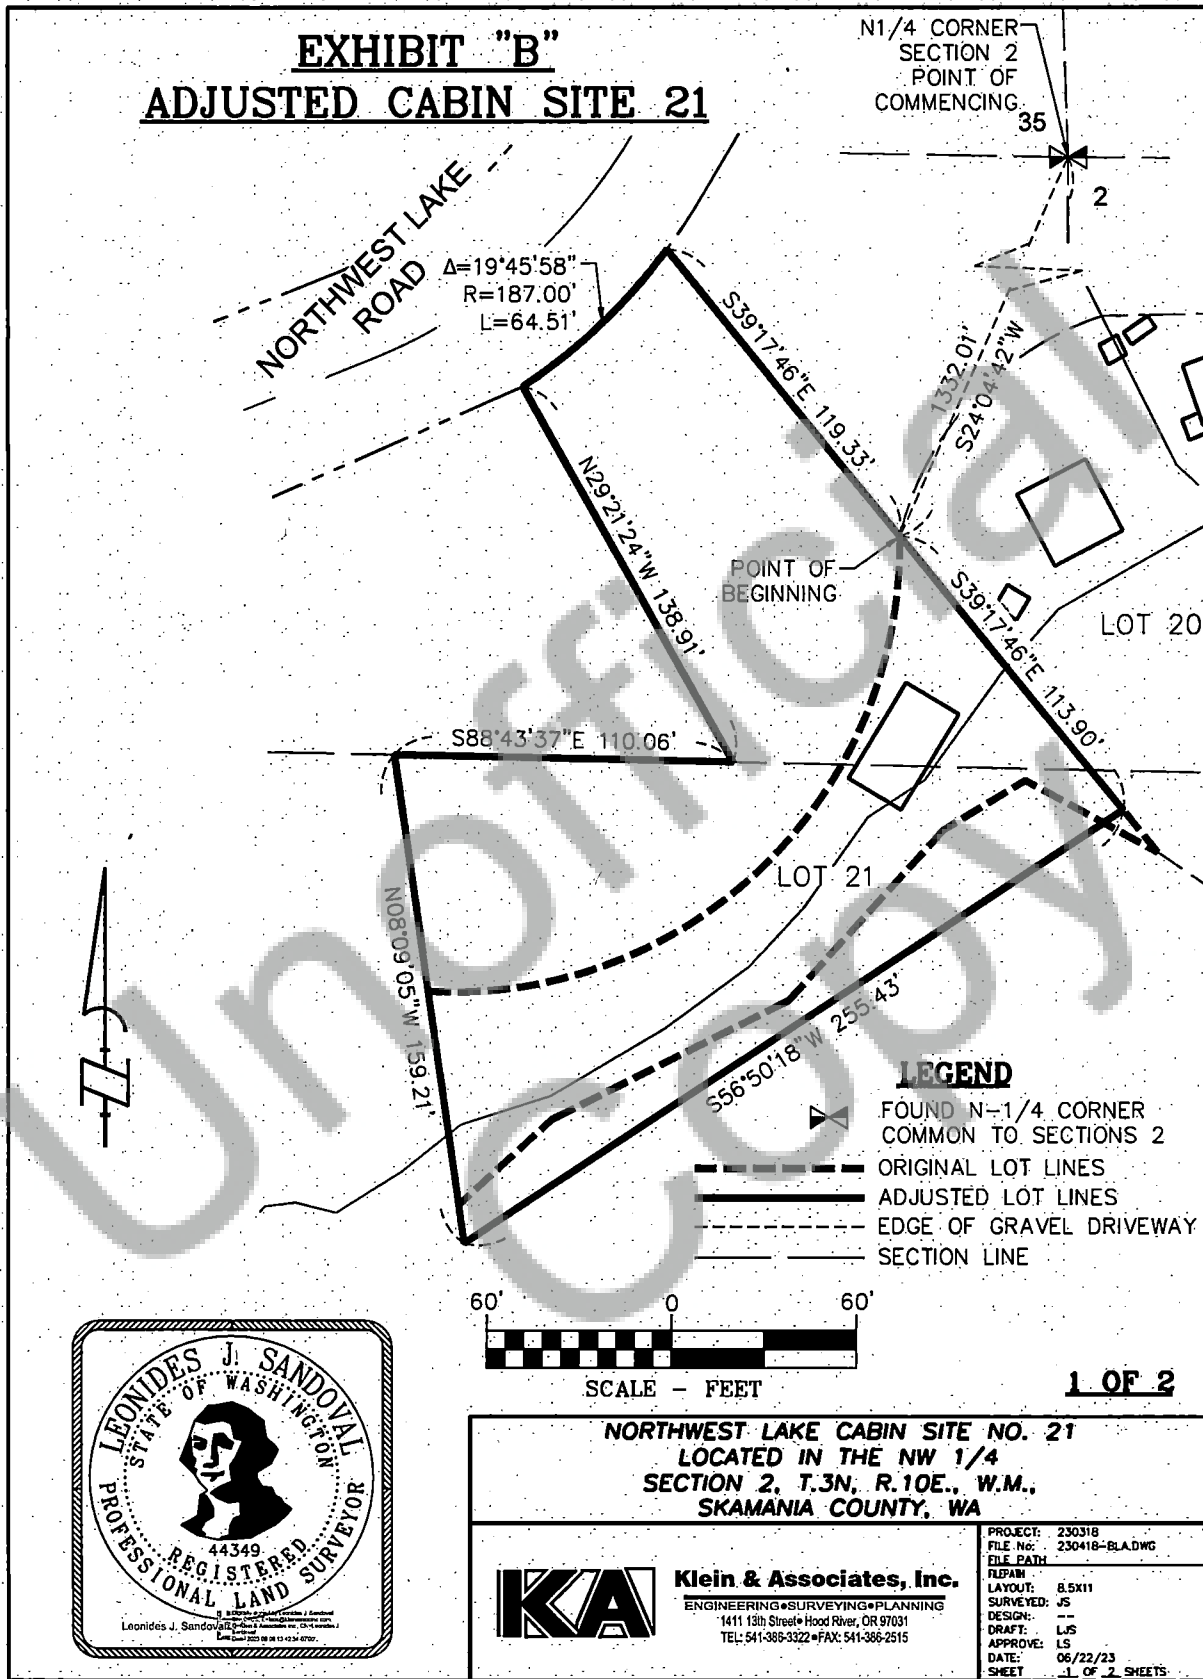 EXHIBIT "B"
ADJUSTED CABIN SITE 21
N1/4 CORNER
SECTION 2
POINT OF
COMMENCING
35
2
NORTHWEST LAKE
ROAD
Δ=19°45'58"
R=187.00'
L=64.51'
S39°17'46"E 119.33'
1332.01'
S24°04'42"W
N29°21'24"W 138.91'
POINT OF
BEGINNING
S39°17'46"E 113.90'
LOT 20
S88°43'37"E 110.06'
LOT 21
N08°09'05"W 159.21'
S56°50'18"W 255.43'
Unofficial
Copy
LEGEND
FOUND N-1/4 CORNER
COMMON TO SECTIONS 2
ORIGINAL LOT LINES
ADJUSTED LOT LINES
EDGE OF GRAVEL DRIVEWAY
SECTION LINE
60' 0 60'
SCALE - FEET
1 OF 2
LEONIDES J. SANDOVAL
STATE OF WASHINGTON
44349
REGISTERED
PROFESSIONAL LAND SURVEYOR
Leonides J. Sandoval
NORTHWEST LAKE CABIN SITE NO. 21
LOCATED IN THE NW 1/4
SECTION 2, T.3N, R.10E., W.M.,
SKAMANIA COUNTY, WA
KA
Klein & Associates, Inc.
ENGINEERING•SURVEYING•PLANNING
1411 13th Street•Hood River, OR 97031
TEL: 541-386-3322•FAX: 541-386-2515
PROJECT: 230318
FILE No: 230418-BLA.DWG
FILE PATH
LAYOUT: 8.5X11
SURVEYED: JS
DESIGN: --
DRAFT: LJS
APPROVE: LS
DATE: 06/22/23
SHEET 1 OF 2 SHEETS